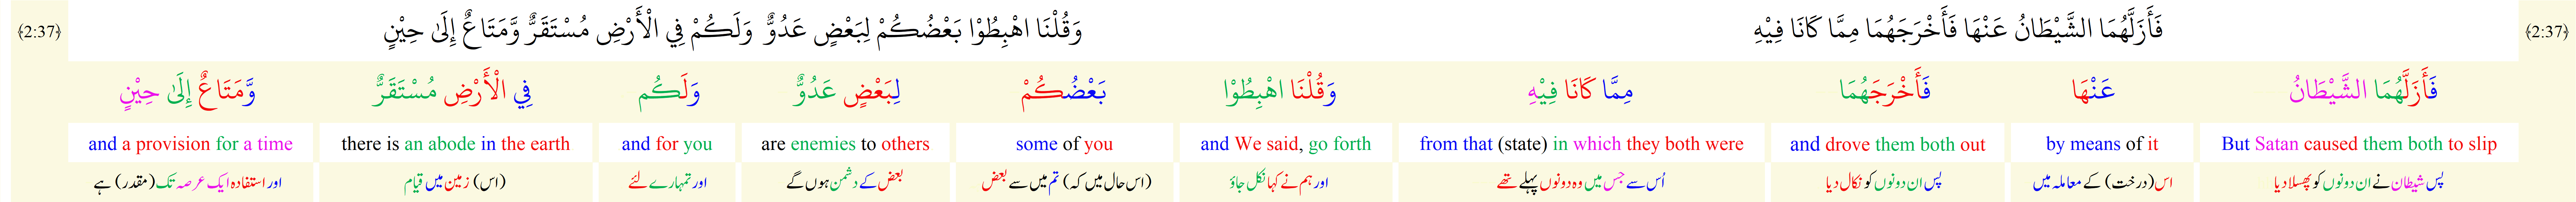 ﴿2:37﴾ فَأَزَلَّهُمَا الشَّيْطَانُ عَنْهَا فَأَخْرَجَهُمَا مِمَّا كَانَا فِيْهِ وَقُلْنَا اهْبِطُوْا بَعْضُكُمْ لِبَعْضٍ عَدُوٌّ وَلَكُمْ فِي الْأَرْضِ مُسْتَقَرٌّ وَّمَتَاعٌ إِلَىٰ حِيْنٍ ﴿2:37﴾
فَأَزَلَّهُمَا الشَّيْطَانُ عَنْهَا فَأَخْرَجَهُمَا مِمَّا كَانَا فِيْهِ وَقُلْنَا اهْبِطُوْا بَعْضُكُمْ لِبَعْضٍ عَدُوٌّ وَلَكُم فِي الْأَرْضِ مُسْتَقَرٌّ وَّمَتَاعٌ إِلَىٰ حِيْنٍ
But Satan caused them both to slip by means of it and drove them both out from that (state) in which they both were and We said, go forth some of you are enemies to others and for you there is an abode in the earth and a provision for a time
پس شیطان نے ان دونوں کو پھسلا دیا اس (درخت) کے معاملہ میں پس ان دونوں کو نکال دیا اُس سے جس میں وہ دونوں پہلے تھے اور ہم نے کہا نکل جاؤ (اس حال میں کہ) تم میں سے بعض بعض کے دشمن ہوں گے اور تمہارے لئے (اس) زمین میں قیام اور استفادہ ایک عرصہ تک (مقدر) ہے